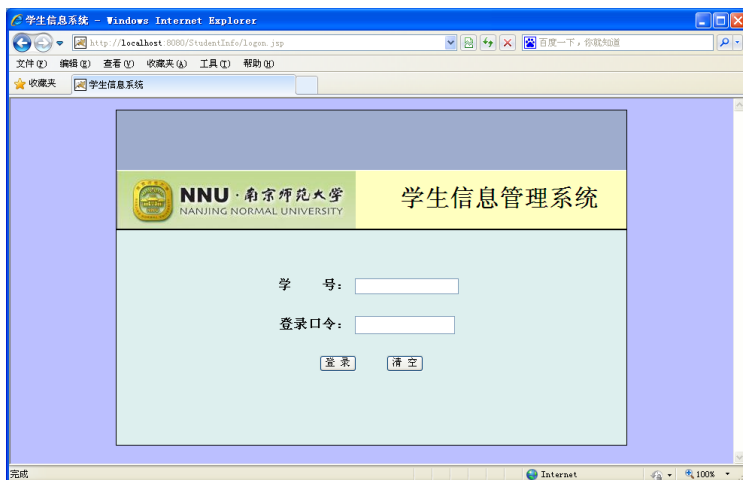 学生信息系统 - Windows Internet Explorer
http://localhost:8080/StudentInfo/logon.jsp
百度一下，你就知道
文件(F) 编辑(E) 查看(V) 收藏夹(A) 工具(T) 帮助(H)
收藏夹 学生信息系统
NNU·南京师范大学
NANJING NORMAL UNIVERSITY
学生信息管理系统
学 号：
登录口令：
登 录 清 空
完成 Internet 100%